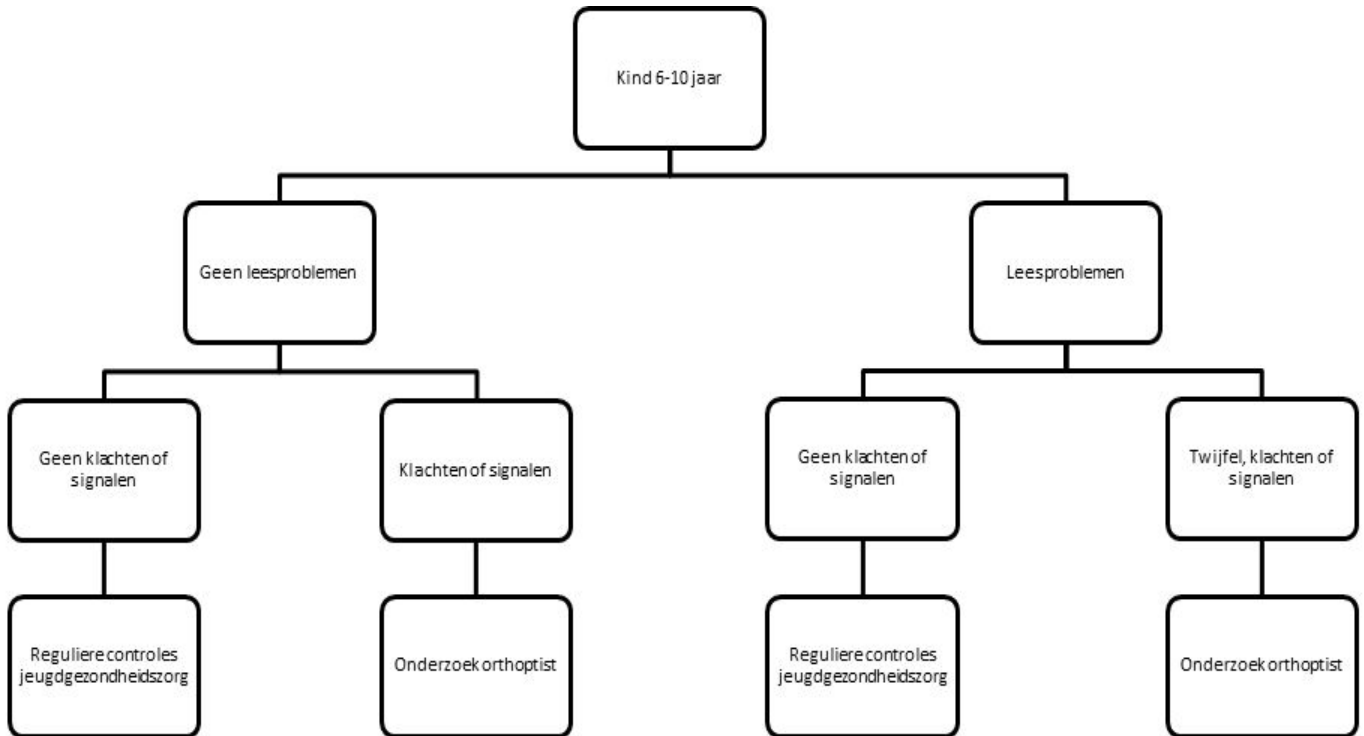 Kind 6-10 jaar
Geen leesproblemen
Leesproblemen
Geen klachten of
signalen
Klachten of signalen
Geen klachten of
signalen
Twijfel, klachten of
signalen
Reguliere controles
jeugdgezondheidszorg
Onderzoek orthoptist
Reguliere controles
jeugdgezondheidszorg
Onderzoek orthoptist